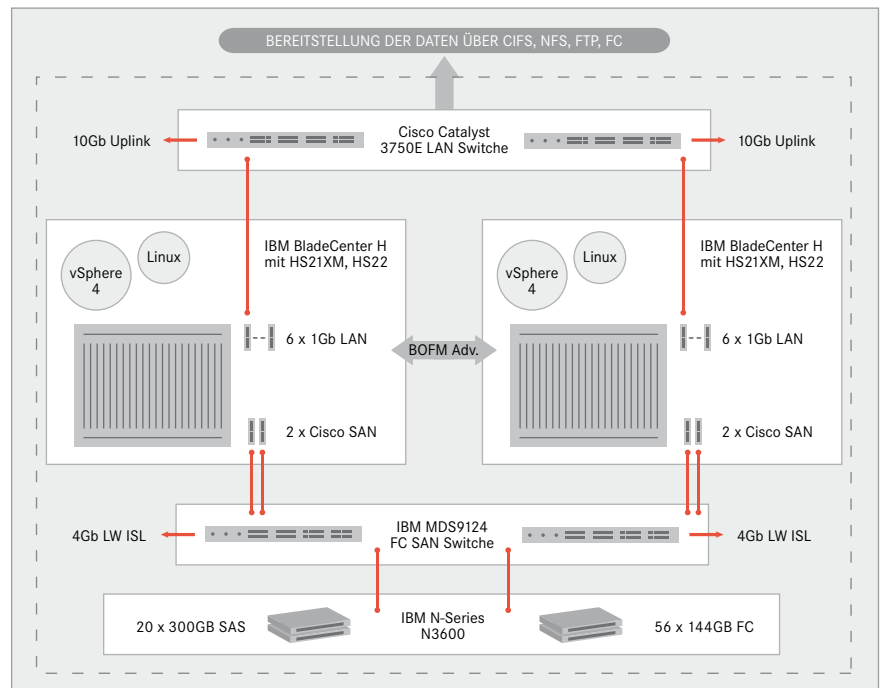 BEREITSTELLUNG DER DATEN ÜBER CIFS, NFS, FTP, FC
10Gb Uplink
Cisco Catalyst
3750E LAN Switche
10Gb Uplink
vSphere
4
Linux
IBM BladeCenter H
mit HS21XM, HS22
6 x 1Gb LAN
2 x Cisco SAN
BOFM Adv.
vSphere
4
Linux
IBM BladeCenter H
mit HS21XM, HS22
6 x 1Gb LAN
2 x Cisco SAN
4Gb LW ISL
IBM MDS9124
FC SAN Switche
4Gb LW ISL
20 x 300GB SAS
IBM N-Series
N3600
56 x 144GB FC